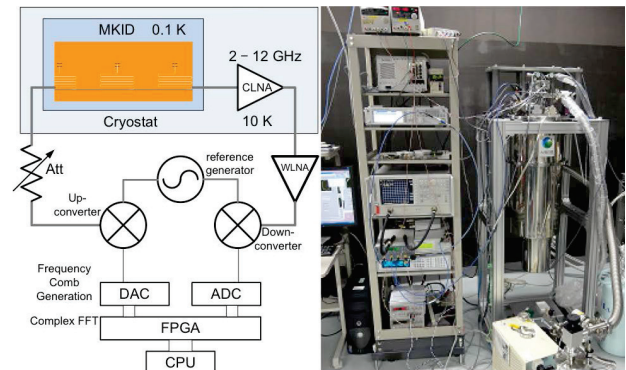 MKID 0.1 K
2 – 12 GHz
CLNA
Cryostat
10 K
Att
reference
generator
WLNA
Up-
converter
Down-
converter
Frequency
Comb
Generation
DAC
ADC
Complex FFT
FPGA
CPU